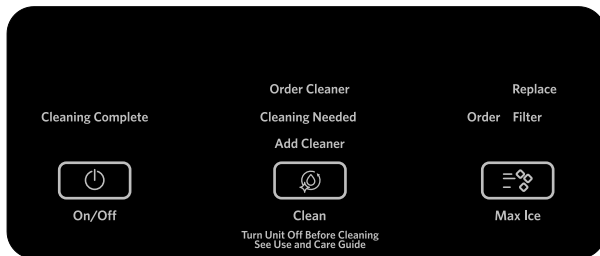 Order Cleaner
Replace
Cleaning Complete
Cleaning Needed
Order Filter
Add Cleaner
On/Off
Clean
Max Ice
Turn Unit Off Before Cleaning
See Use and Care Guide